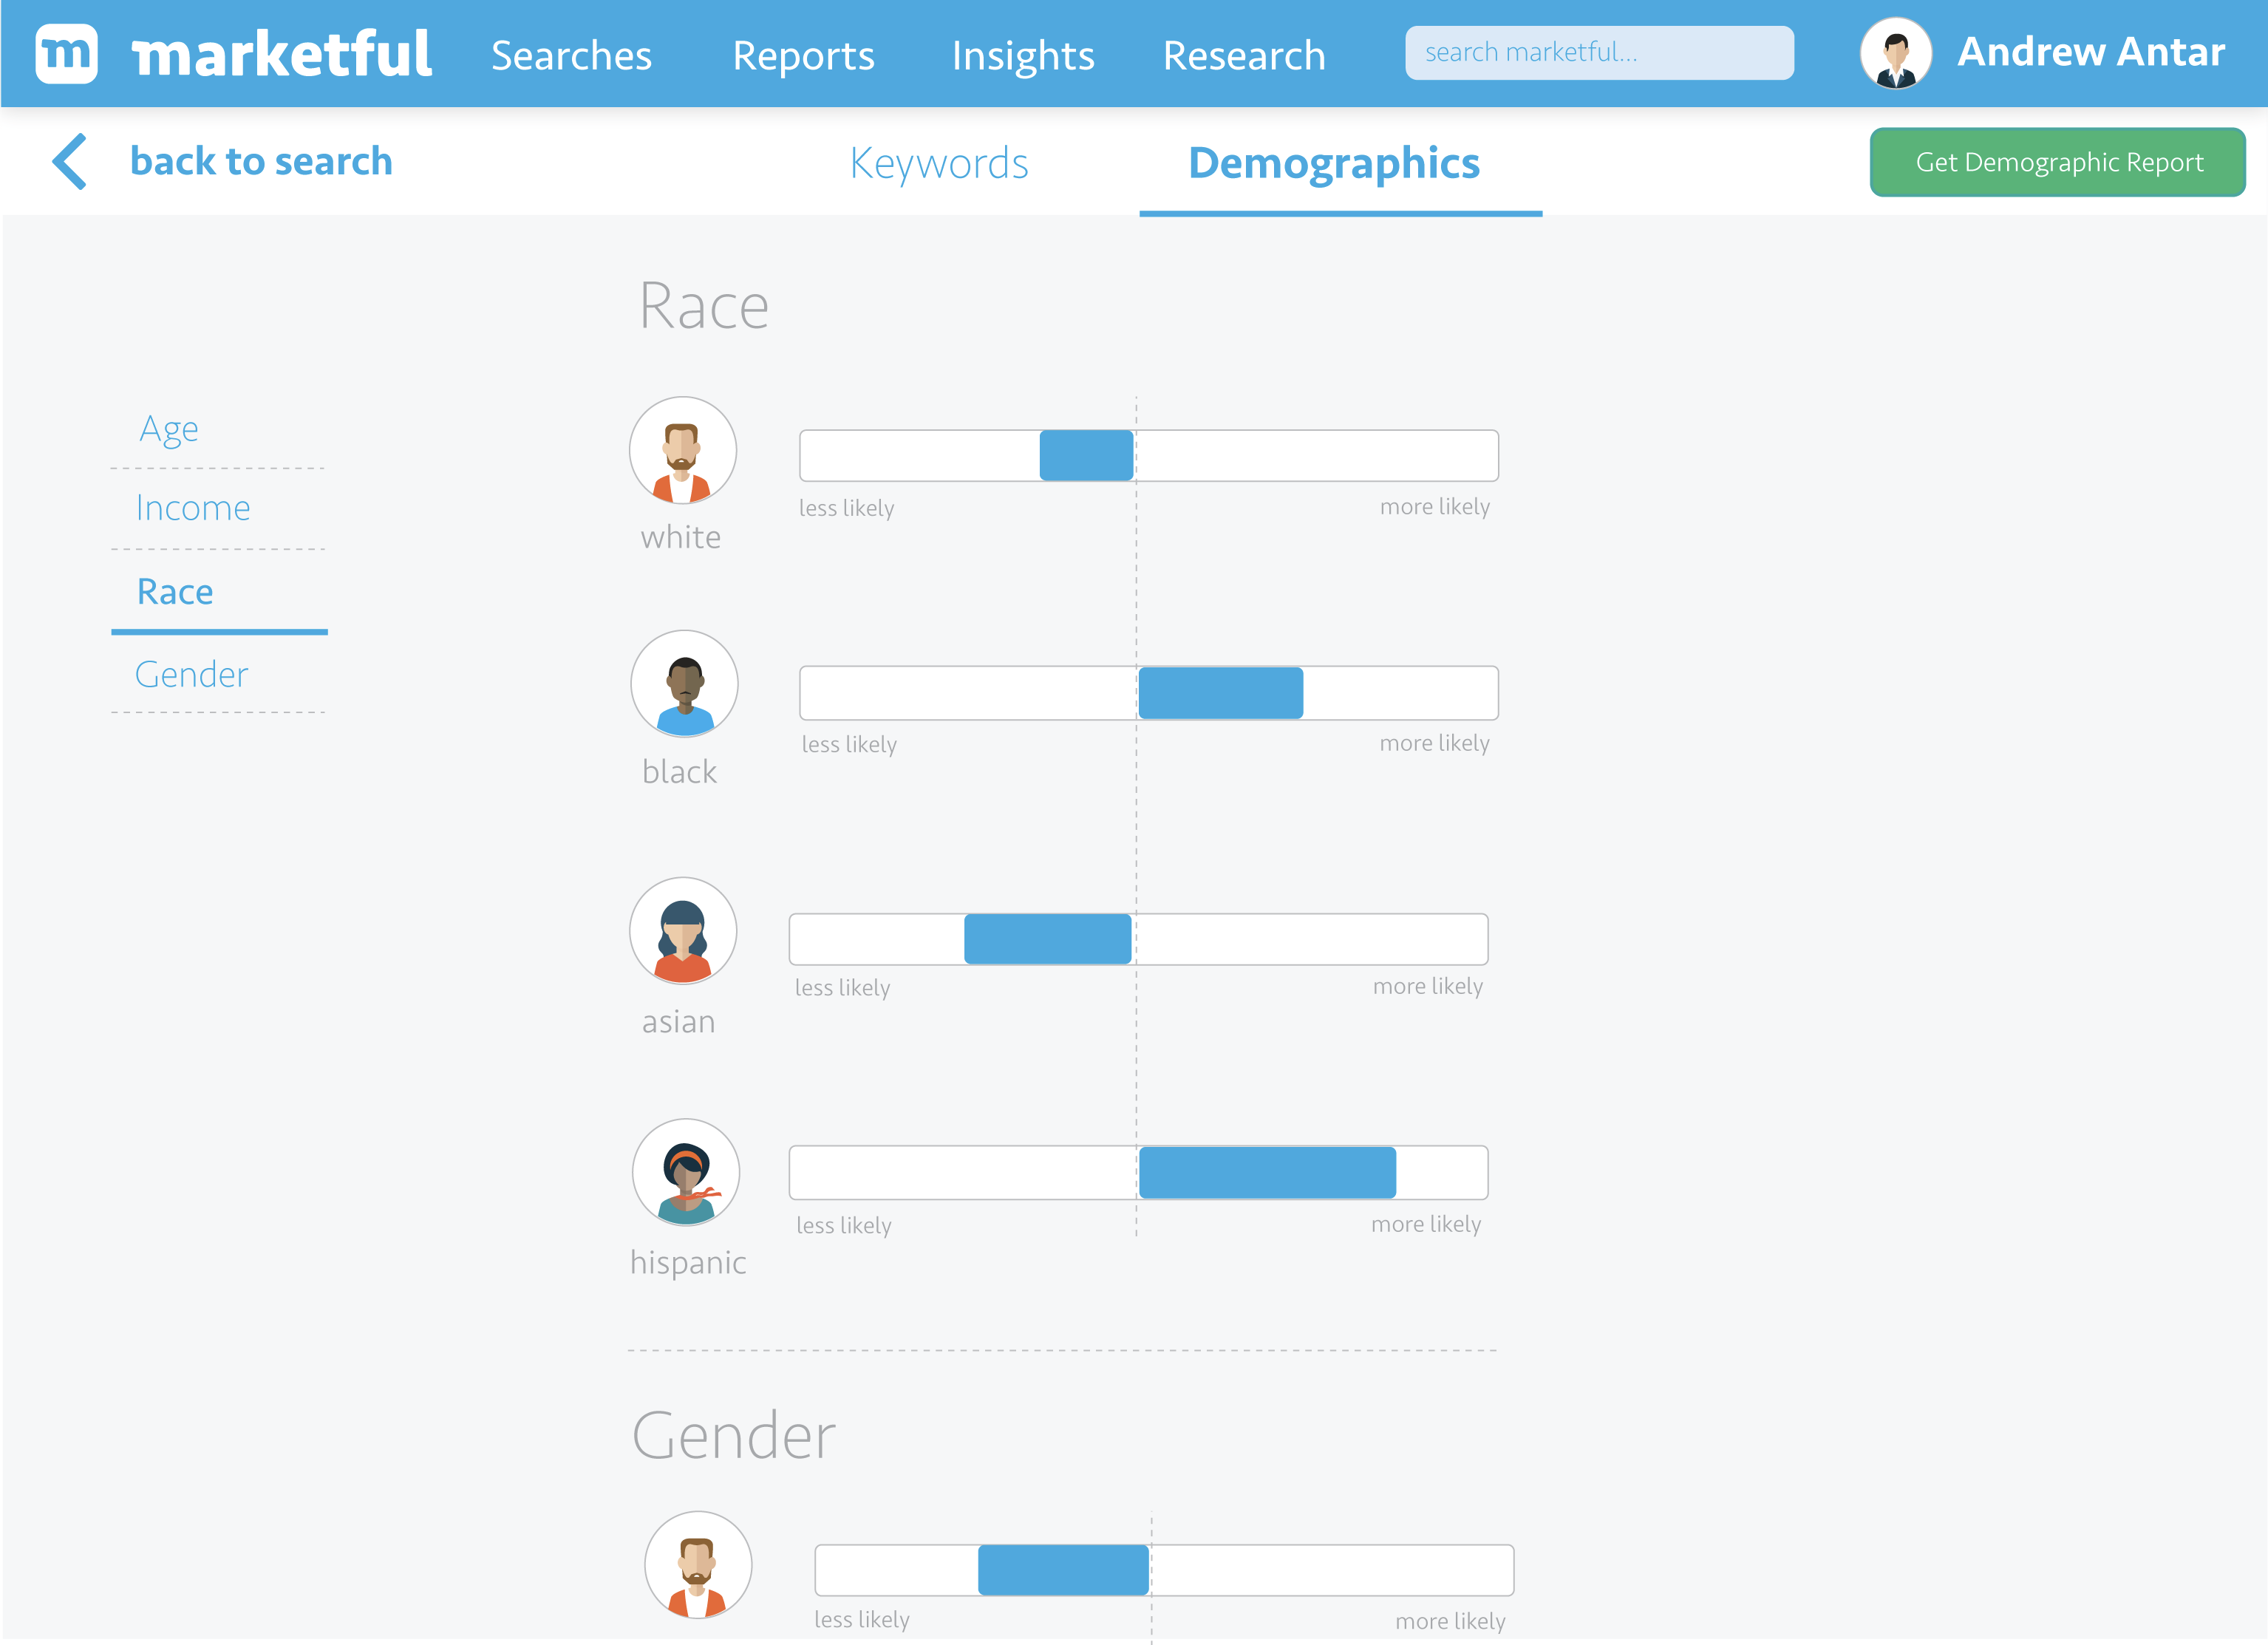 m marketful Searches Reports Insights Research search marketful... Andrew Antar
back to search Keywords Demographics Get Demographic Report
Age
Income
Race
Gender
Race
white
less likely more likely
black
less likely more likely
asian
less likely more likely
hispanic
less likely more likely
Gender
less likely more likely